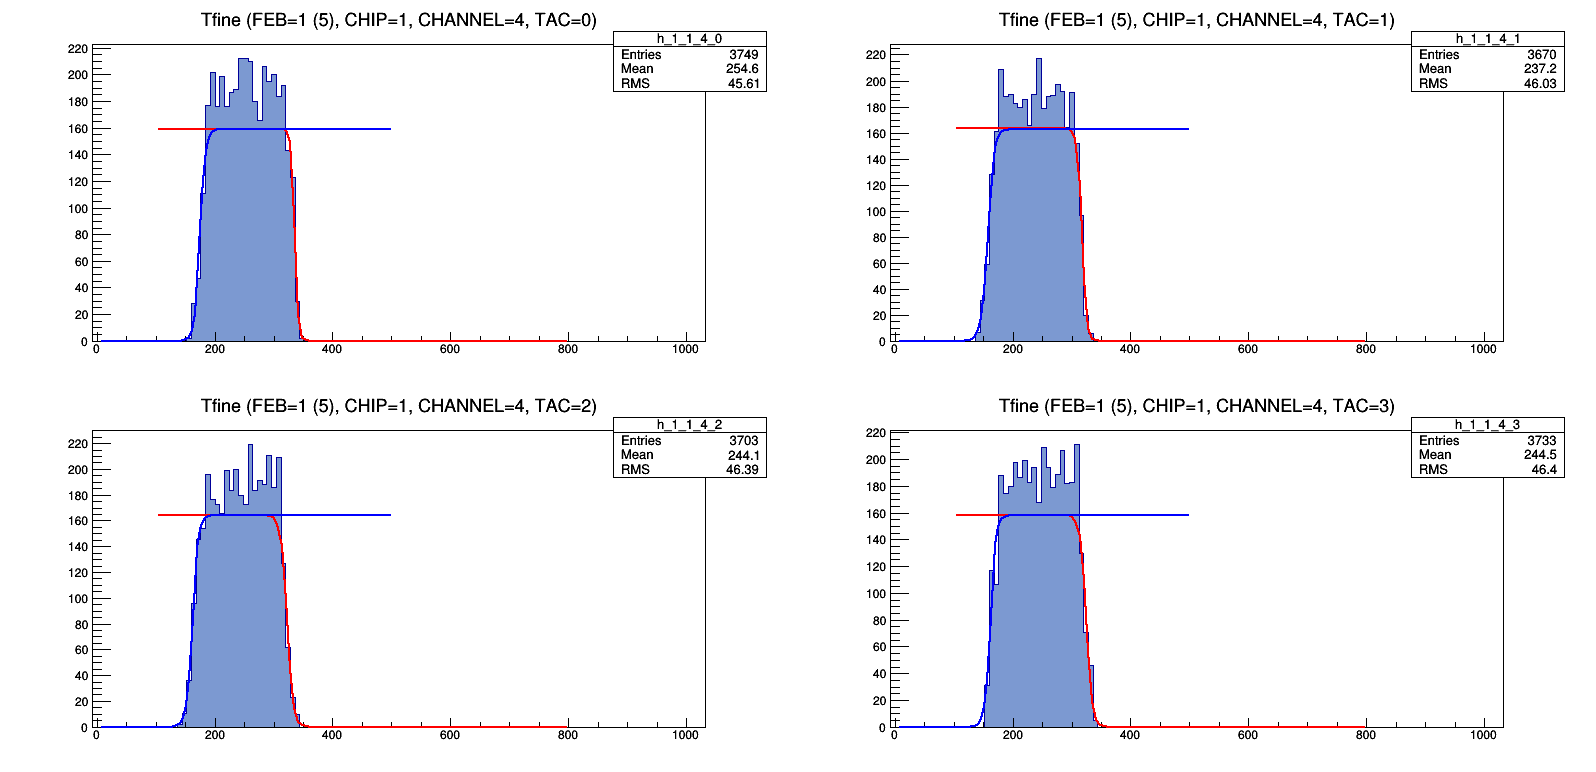 Tfine (FEB=1 (5), CHIP=1, CHANNEL=4, TAC=0)
h_1_1_4_0
Entries 3749
Mean 254.6
RMS 45.61
220
200
180
160
140
120
100
80
60
40
20
0
0 200 400 600 800 1000
Tfine (FEB=1 (5), CHIP=1, CHANNEL=4, TAC=1)
h_1_1_4_1
Entries 3670
Mean 237.2
RMS 46.03
220
200
180
160
140
120
100
80
60
40
20
0
0 200 400 600 800 1000
Tfine (FEB=1 (5), CHIP=1, CHANNEL=4, TAC=2)
h_1_1_4_2
Entries 3703
Mean 244.1
RMS 46.39
220
200
180
160
140
120
100
80
60
40
20
0
0 200 400 600 800 1000
Tfine (FEB=1 (5), CHIP=1, CHANNEL=4, TAC=3)
h_1_1_4_3
Entries 3733
Mean 244.5
RMS 46.4
220
200
180
160
140
120
100
80
60
40
20
0
0 200 400 600 800 1000